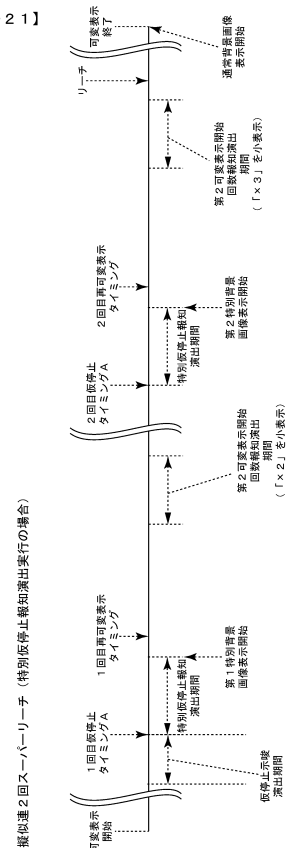 ２１】
擬似連２回スーパーリーチ（特別仮停止報知演出実行の場合）
可変表示
開始
仮停止示唆
演出期間
１回目仮停止
タイミングＡ
特別仮停止報知
演出期間
第１特別背景
画像表示開始
１回目再可変表示
タイミング
第２可変表示開始
回数報知演出
期間
（「×２」を小表示）
２回目仮停止
タイミングＡ
特別仮停止報知
演出期間
第２特別背景
画像表示開始
２回目再可変表示
タイミング
第２可変表示開始
回数報知演出
期間
（「×３」を小表示）
リーチ
可変表示
終了
通常背景画像
表示開始